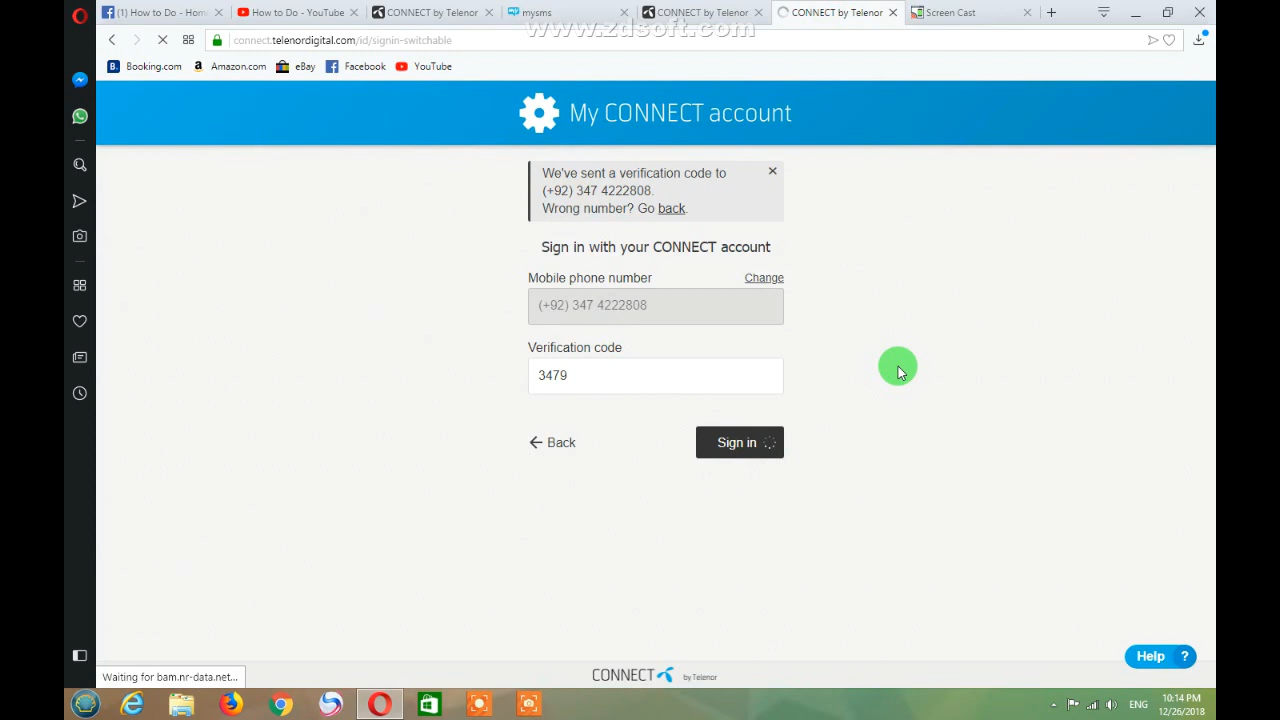 (1) How to Do - Hom
How to Do - YouTube
CONNECT by Telenor
mysms
CONNECT by Telenor
CONNECT by Telenor
Screen Cast
www.zdsoft.com
connect.telenordigital.com/id/signin-switchable
Booking.com
Amazon.com
eBay
Facebook
YouTube
My CONNECT account
We've sent a verification code to
(+92) 347 4222808.
Wrong number? Go back.
Sign in with your CONNECT account
Mobile phone number
Change
(+92) 347 4222808
Verification code
3479
Back
Sign in
Help ?
Waiting for bam.nr-data.net...
CONNECT by Telenor
ENG
10:14 PM
12/26/2018